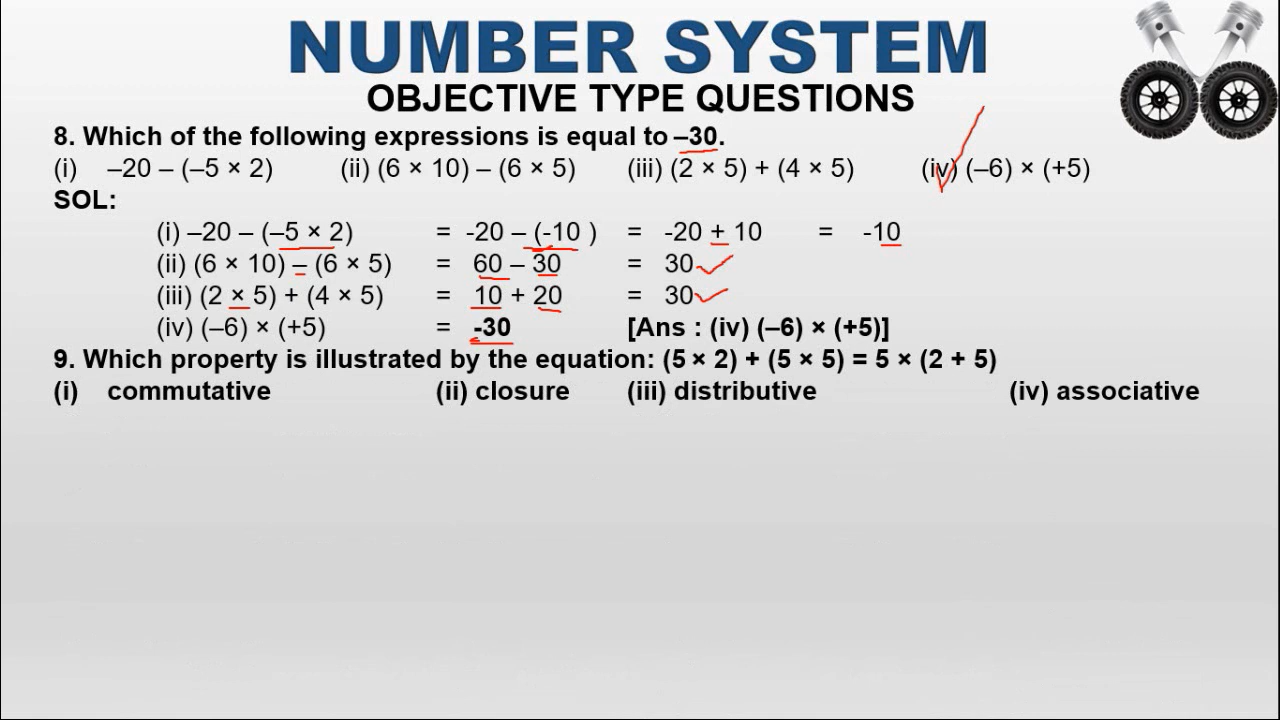 NUMBER SYSTEM
OBJECTIVE TYPE QUESTIONS
8. Which of the following expressions is equal to –30.
(i) –20 – (–5 × 2) (ii) (6 × 10) – (6 × 5) (iii) (2 × 5) + (4 × 5) (iv) (–6) × (+5)
SOL:
(i) –20 – (–5 × 2) = -20 – (-10 ) = -20 + 10 = -10
(ii) (6 × 10) – (6 × 5) = 60 – 30 = 30
(iii) (2 × 5) + (4 × 5) = 10 + 20 = 30
(iv) (–6) × (+5) = -30 [Ans : (iv) (–6) × (+5)]
9. Which property is illustrated by the equation: (5 × 2) + (5 × 5) = 5 × (2 + 5)
(i) commutative (ii) closure (iii) distributive (iv) associative